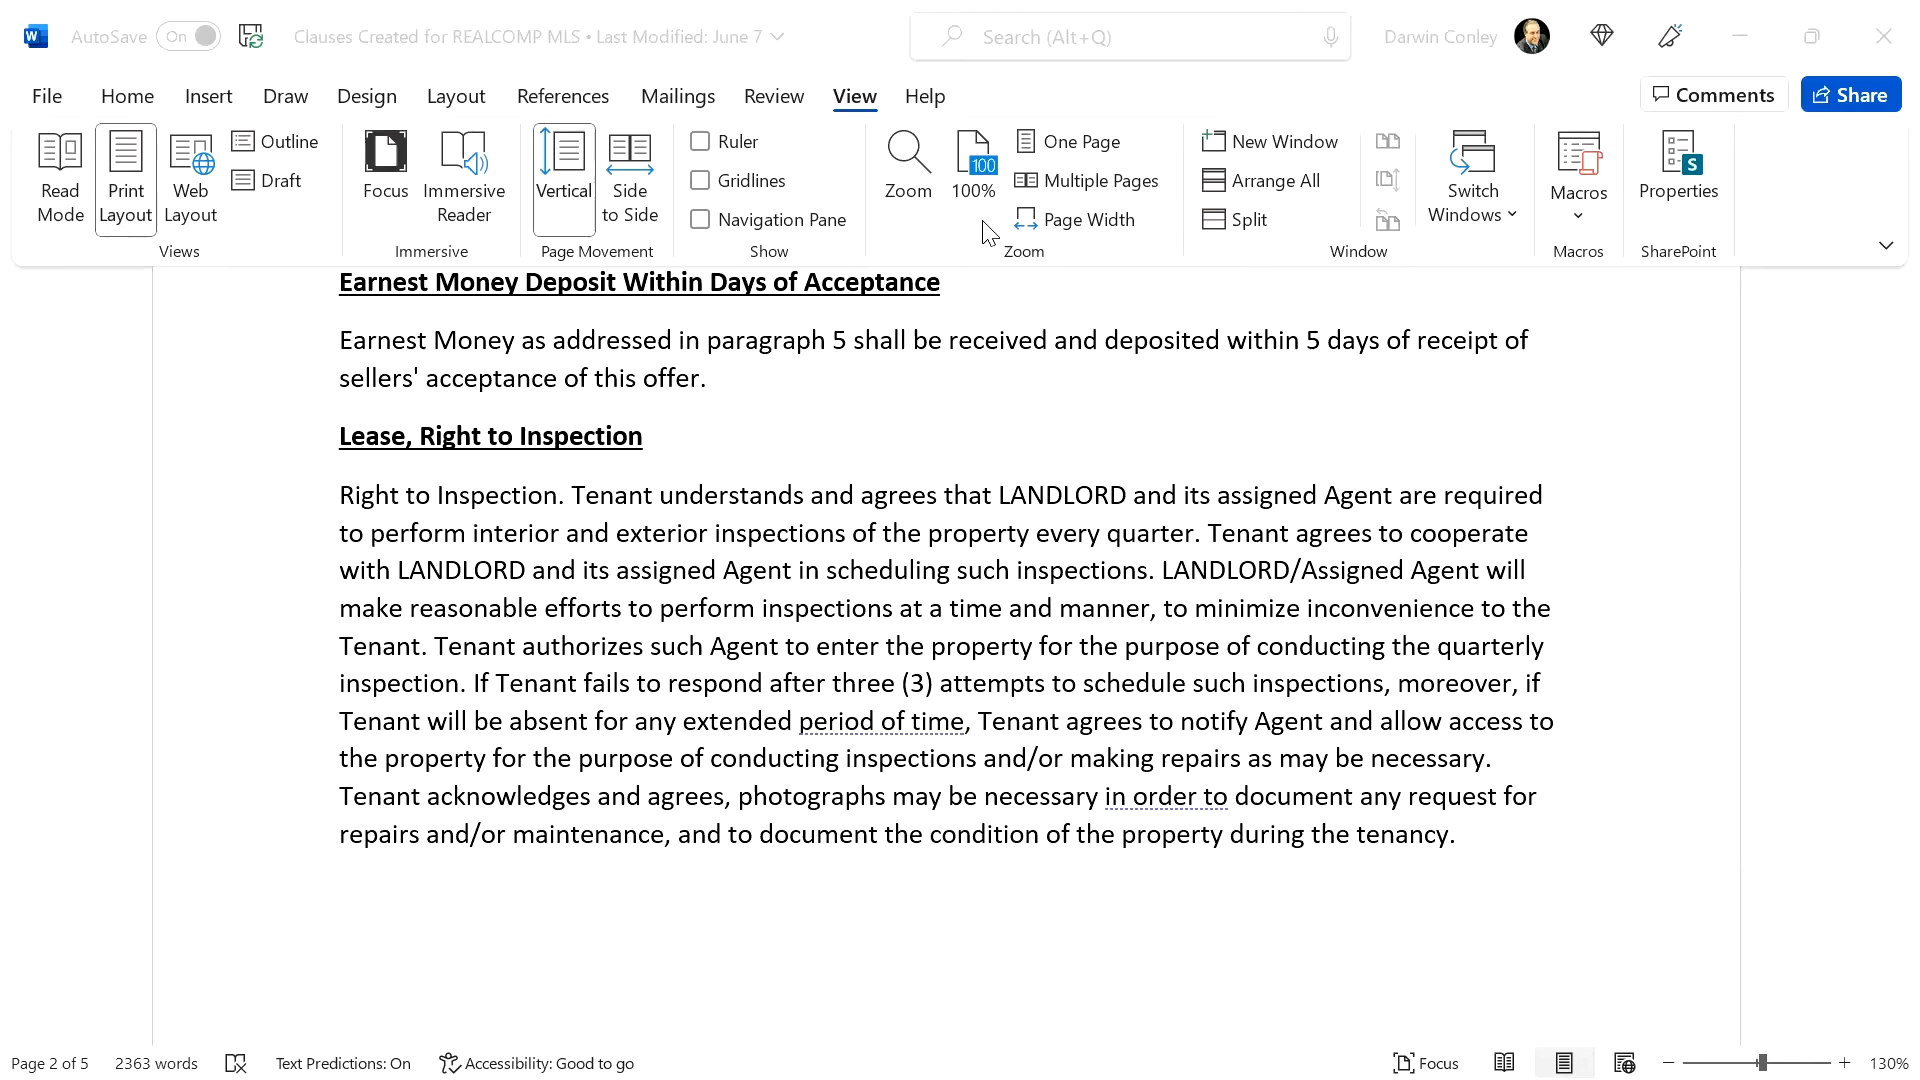 W AutoSave On Clauses Created for REALCOMP MLS • Last Modified: June 7 Search (Alt+Q) Darwin Conley
File Home Insert Draw Design Layout References Mailings Review View Help Comments Share
Read Mode
Print Layout
Web Layout
Outline
Draft
Views
Focus
Immersive Reader
Immersive
Vertical
Side to Side
Page Movement
Ruler
Gridlines
Navigation Pane
Show
Zoom
100
100%
One Page
Multiple Pages
Page Width
Zoom
New Window
Arrange All
Split
Switch Windows
Window
Macros
Macros
S
Properties
SharePoint
Earnest Money Deposit Within Days of Acceptance
Earnest Money as addressed in paragraph 5 shall be received and deposited within 5 days of receipt of
sellers' acceptance of this offer.
Lease, Right to Inspection
Right to Inspection. Tenant understands and agrees that LANDLORD and its assigned Agent are required
to perform interior and exterior inspections of the property every quarter. Tenant agrees to cooperate
with LANDLORD and its assigned Agent in scheduling such inspections. LANDLORD/Assigned Agent will
make reasonable efforts to perform inspections at a time and manner, to minimize inconvenience to the
Tenant. Tenant authorizes such Agent to enter the property for the purpose of conducting the quarterly
inspection. If Tenant fails to respond after three (3) attempts to schedule such inspections, moreover, if
Tenant will be absent for any extended period of time, Tenant agrees to notify Agent and allow access to
the property for the purpose of conducting inspections and/or making repairs as may be necessary.
Tenant acknowledges and agrees, photographs may be necessary in order to document any request for
repairs and/or maintenance, and to document the condition of the property during the tenancy.
Page 2 of 5 2363 words Text Predictions: On Accessibility: Good to go Focus 130%